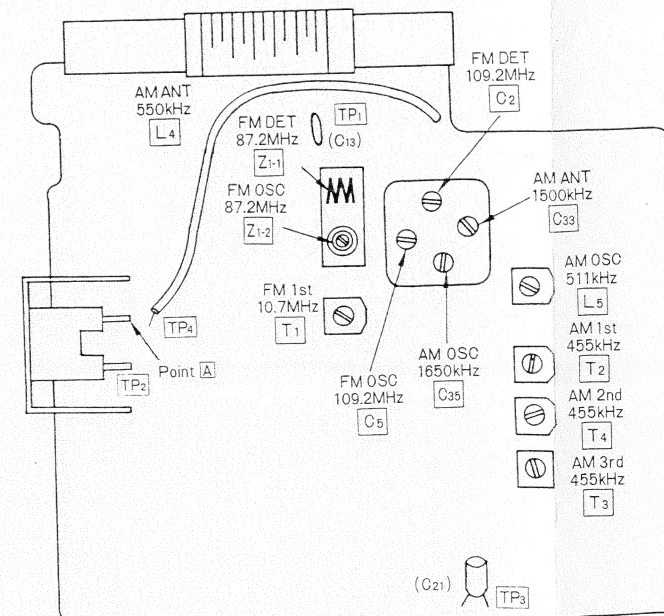 FM DET
109.2MHz
C2
AM ANT
550kHz
L4
FM DET
87.2MHz
Z1-1
TP1
(C13)
FM OSC
87.2MHz
Z1-2
AM ANT
1500kHz
C33
AM OSC
511kHz
L5
FM 1st
10.7MHz
T1
TP4
Point A
TP2
AM 1st
455kHz
T2
AM OSC
1650kHz
C35
FM OSC
109.2MHz
C5
AM 2nd
455kHz
T4
AM 3rd
455kHz
T3
(C21)
TP3